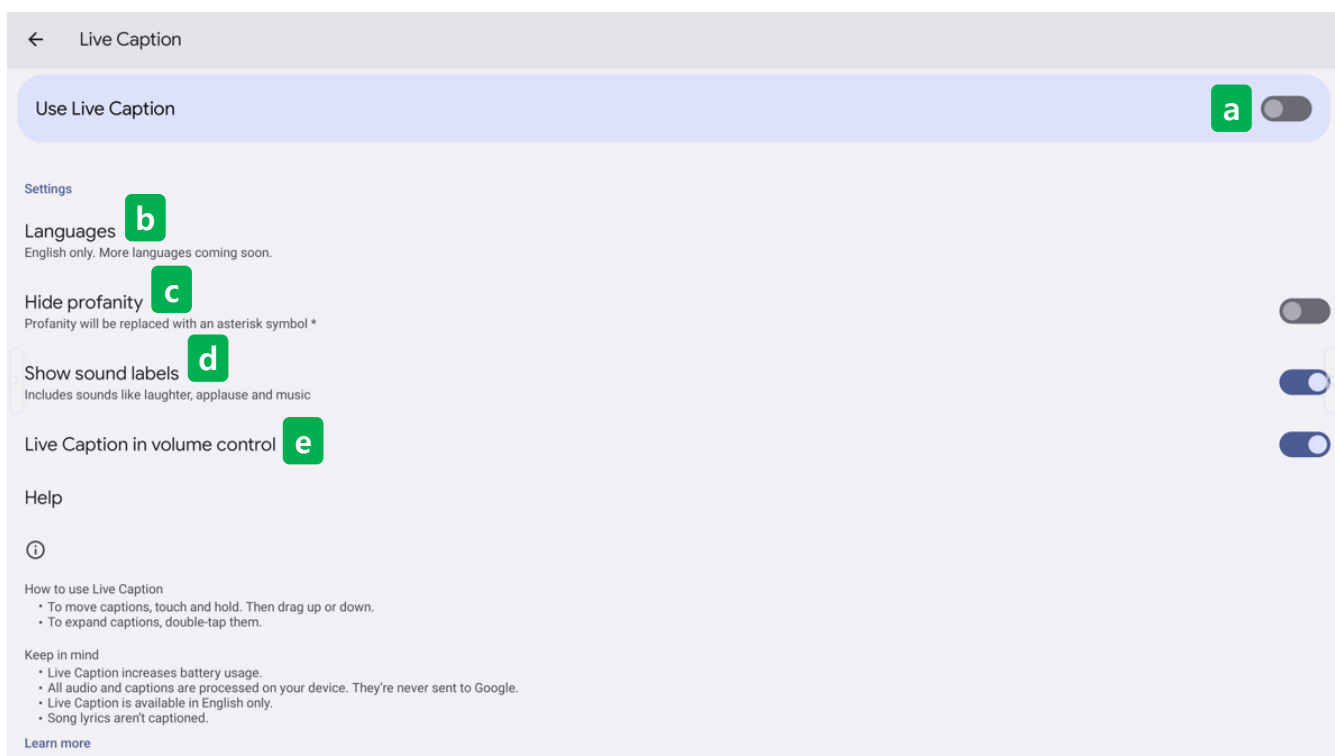 Live Caption
Use Live Caption a
Settings
Languages b
English only. More languages coming soon.
Hide profanity c
Profanity will be replaced with an asterisk symbol *
Show sound labels d
Includes sounds like laughter, applause and music
Live Caption in volume control e
Help
How to use Live Caption
• To move captions, touch and hold. Then drag up or down.
• To expand captions, double-tap them.
Keep in mind
• Live Caption increases battery usage.
• All audio and captions are processed on your device. They're never sent to Google.
• Live Caption is available in English only.
• Song lyrics aren't captioned.
Learn more